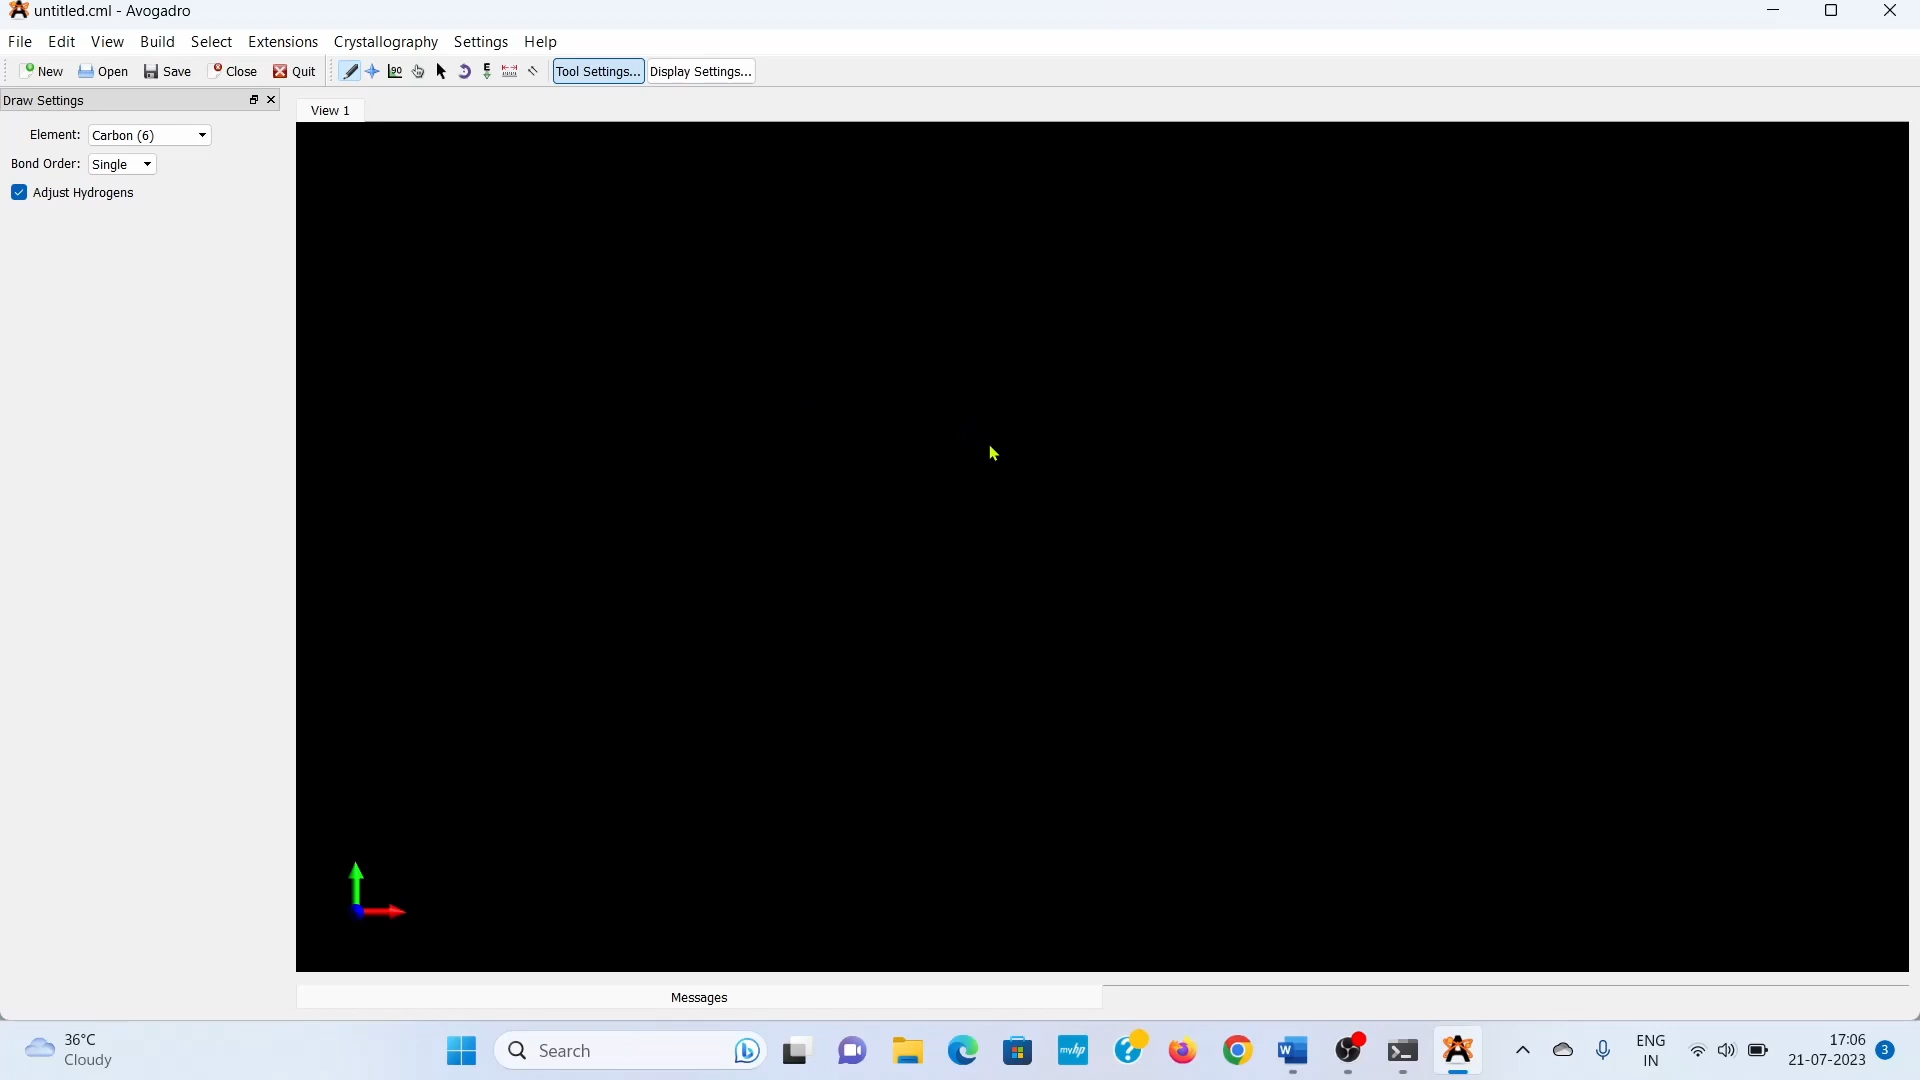 untitled.cml - Avogadro
File Edit View Build Select Extensions Crystallography Settings Help
New Open Save Close Quit 90 E Tool Settings... Display Settings...
Draw Settings
View 1
Element: Carbon (6)
Bond Order: Single
Adjust Hydrogens
Messages
36°C
Cloudy
Search
myhp
ENG
IN
17:06
21-07-2023
3